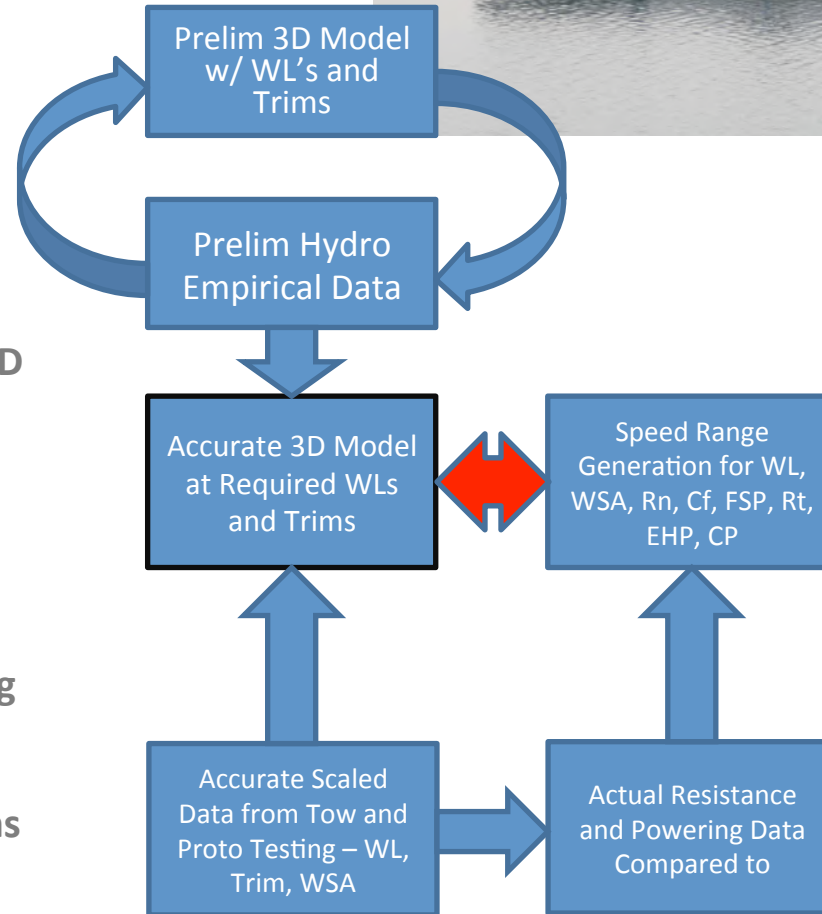 Prelim 3D Model
w/ WL's and
Trims
Prelim Hydro
Empirical Data
D
Accurate 3D Model
at Required WLs
and Trims
Speed Range
Generation for WL,
WSA, Rn, Cf, FSP, Rt,
EHP, CP
g
Accurate Scaled
Data from Tow and
Proto Testing – WL,
Trim, WSA
Actual Resistance
and Powering Data
Compared to